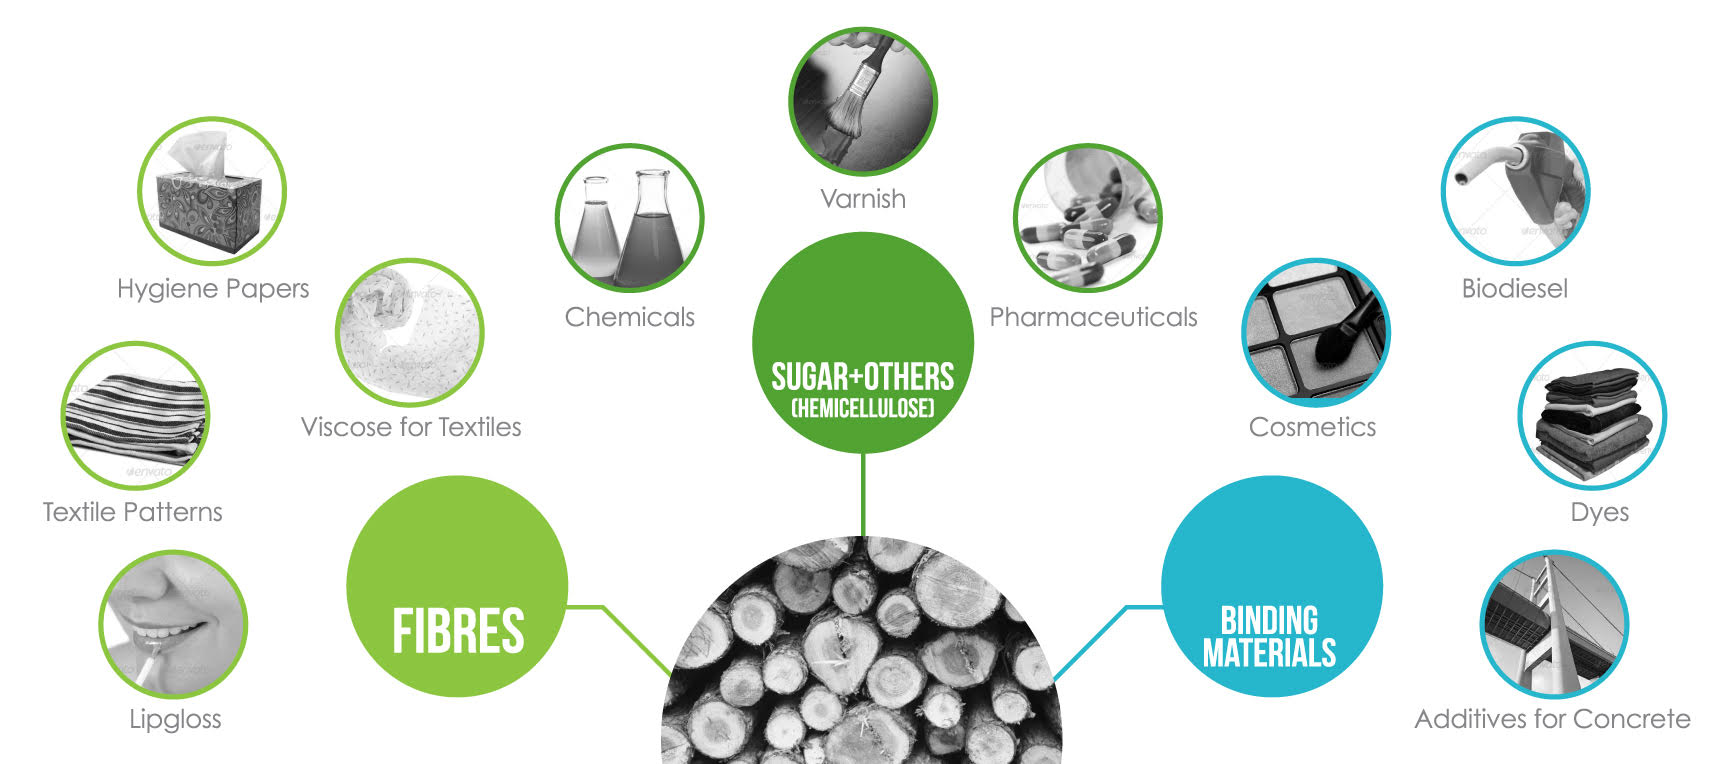 Varnish
Hygiene Papers
Chemicals
Pharmaceuticals
Biodiesel
SUGAR+OTHERS
(HEMICELLULOSE)
Viscose for Textiles
Cosmetics
Textile Patterns
Dyes
FIBRES
BINDING
MATERIALS
Lipgloss
Additives for Concrete
envato